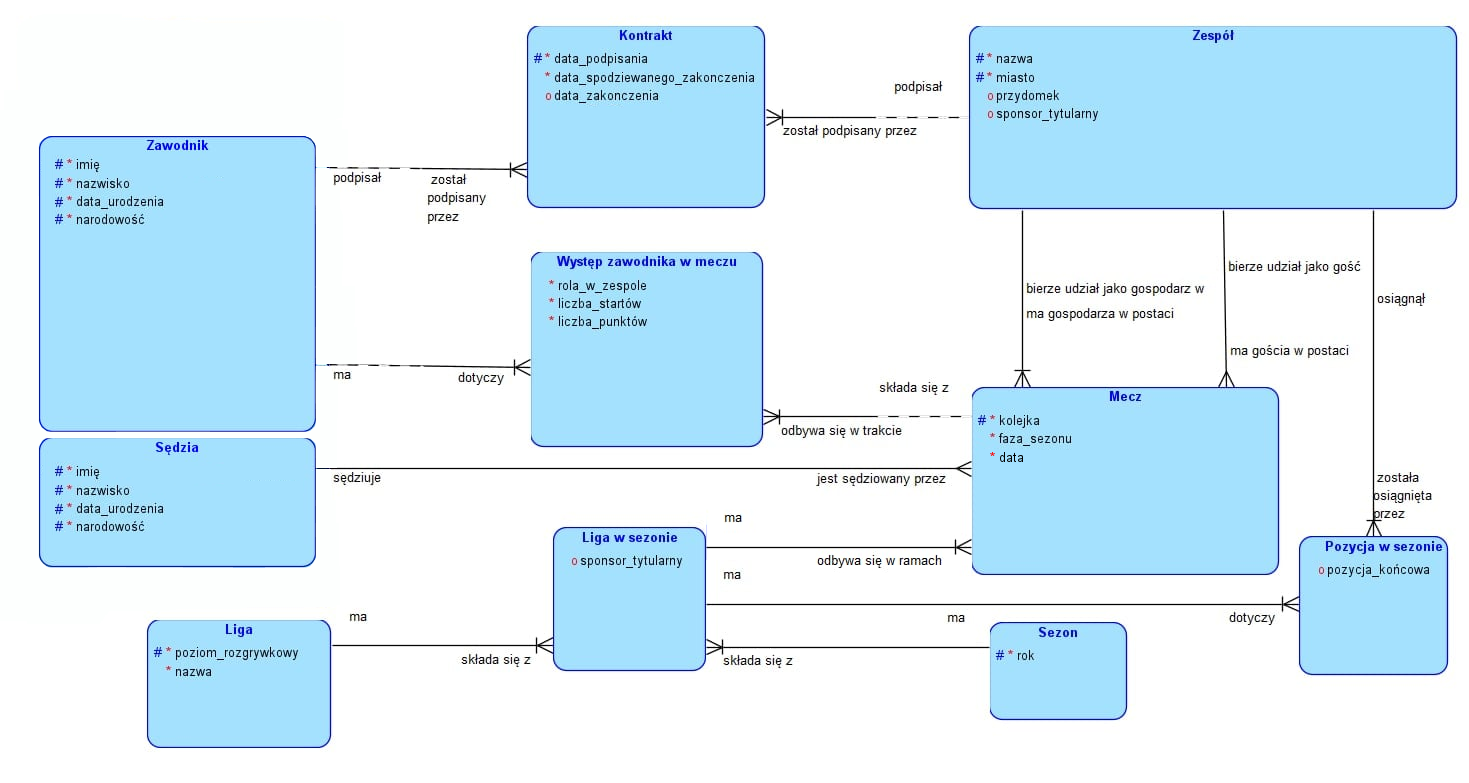 Kontrakt
# * data_podpisania
* data_spodziewanego_zakonczenia
o data_zakonczenia
Zespół
# * nazwa
# * miasto
o przydomek
o sponsor_tytularny
podpisał
został podpisany przez
Zawodnik
# * imię
# * nazwisko
# * data_urodzenia
# * narodowość
podpisał
został
podpisany
przez
Występ zawodnika w meczu
* rola_w_zespole
* liczba_startów
* liczba_punktów
bierze udział jako gospodarz w
ma gospodarza w postaci
bierze udział jako gość
ma gościa w postaci
osiągnął
została
osiągnięta
przez
ma
dotyczy
składa się z
odbywa się w trakcie
Mecz
# * kolejka
* faza_sezonu
* data
Sędzia
# * imię
# * nazwisko
# * data_urodzenia
# * narodowość
sędziuje
jest sędziowany przez
Liga w sezonie
o sponsor_tytularny
ma
odbywa się w ramach
ma
dotyczy
Pozycja w sezonie
o pozycja_końcowa
Liga
# * poziom_rozgrywkowy
* nazwa
ma
składa się z
ma
składa się z
Sezon
# * rok